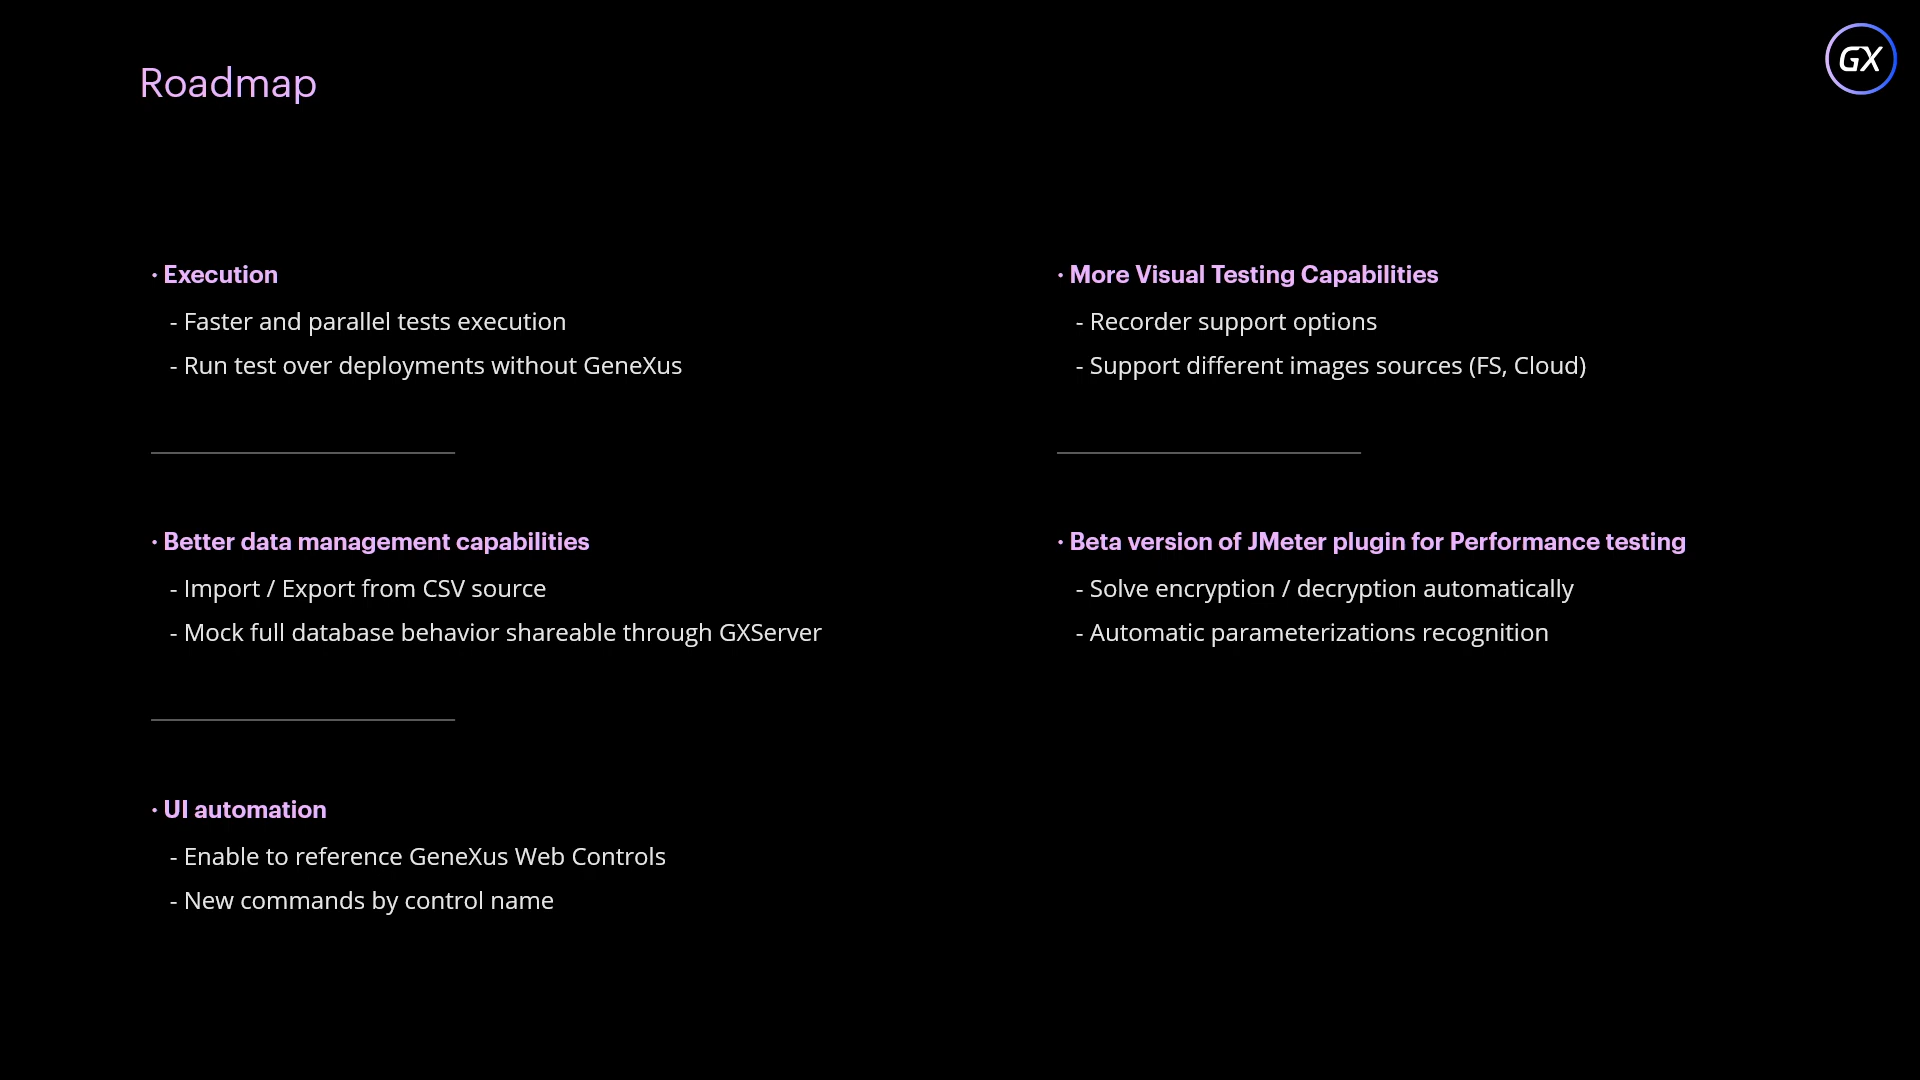 Roadmap
GX
· Execution
- Faster and parallel tests execution
- Run test over deployments without GeneXus
· Better data management capabilities
- Import / Export from CSV source
- Mock full database behavior shareable through GXServer
· UI automation
- Enable to reference GeneXus Web Controls
- New commands by control name
· More Visual Testing Capabilities
- Recorder support options
- Support different images sources (FS, Cloud)
· Beta version of JMeter plugin for Performance testing
- Solve encryption / decryption automatically
- Automatic parameterizations recognition